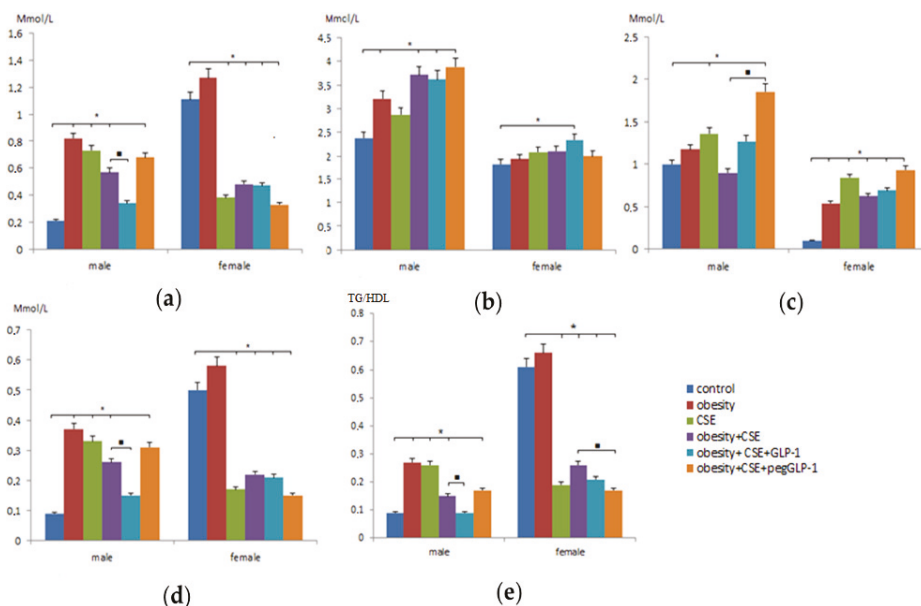 Mmol/L
1,6
1,4
1,2
1
0,8
0,6
0,4
0,2
0
*
■
*
male
female
(a)
Mmcl/L
4,5
4
3,5
3
2,5
2
1,5
1
0,5
0
*
*
male
female
(b)
Mmol/L
2,5
2
1,5
1
0,5
0
*
■
*
male
female
(c)
Mmol/L
0,7
0,6
0,5
0,4
0,3
0,2
0,1
0
*
■
*
male
female
(d)
TG/HDL
0,8
0,7
0,6
0,5
0,4
0,3
0,2
0,1
0
*
■
*
■
male
female
(e)
control
obesity
CSE
obesity+CSE
obesity+ CSE+GLP-1
obesity+CSE+pegGLP-1